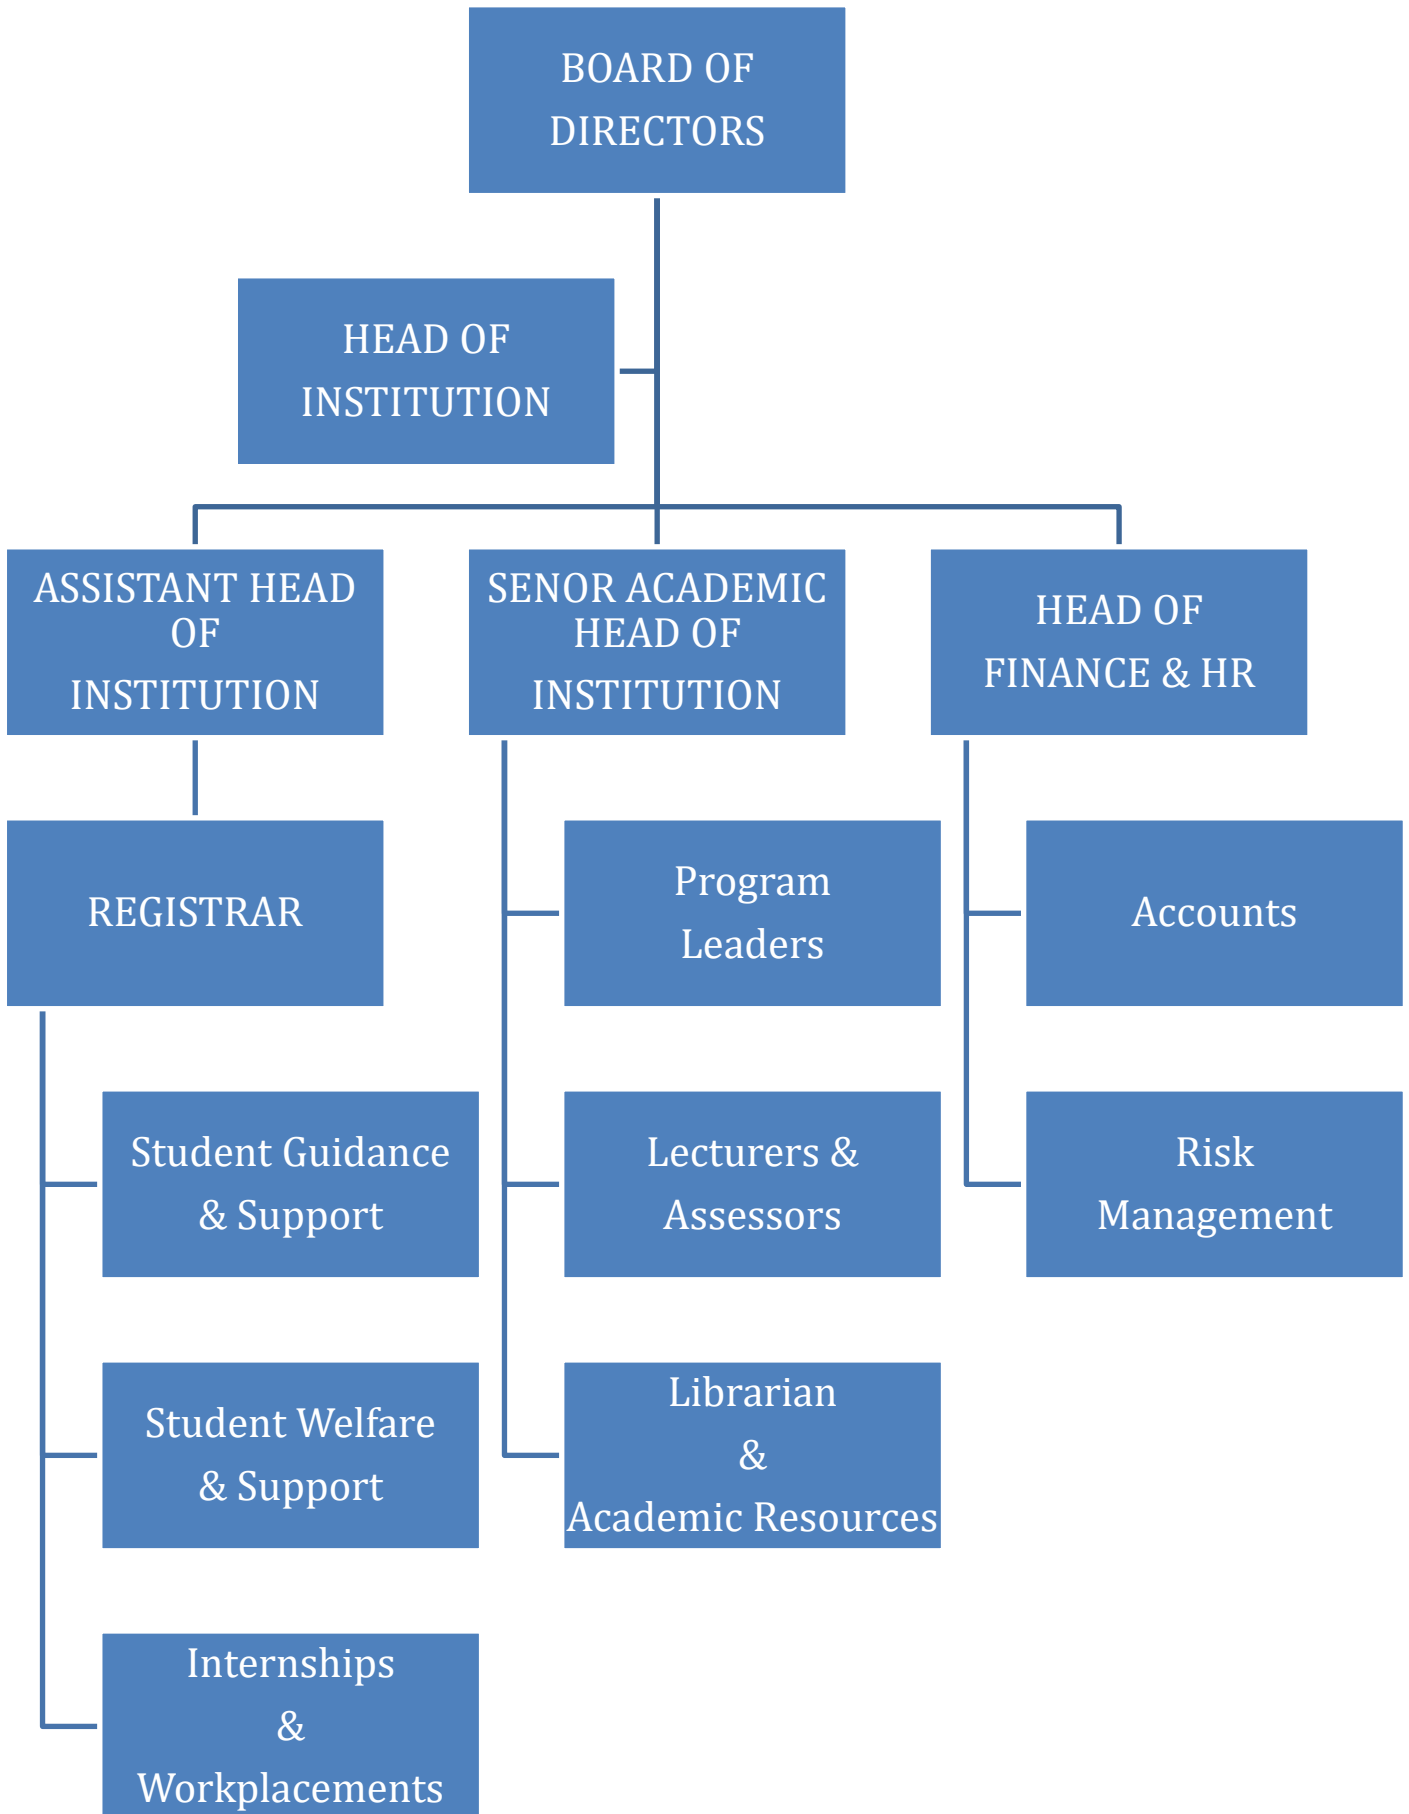 BOARD OF
DIRECTORS
HEAD OF
INSTITUTION
ASSISTANT HEAD
OF
INSTITUTION
SENOR ACADEMIC
HEAD OF
INSTITUTION
HEAD OF
FINANCE & HR
REGISTRAR
Program
Leaders
Accounts
Student Guidance
& Support
Lecturers &
Assessors
Risk
Management
Student Welfare
& Support
Librarian
&
Academic Resources
Internships
&
Workplacements